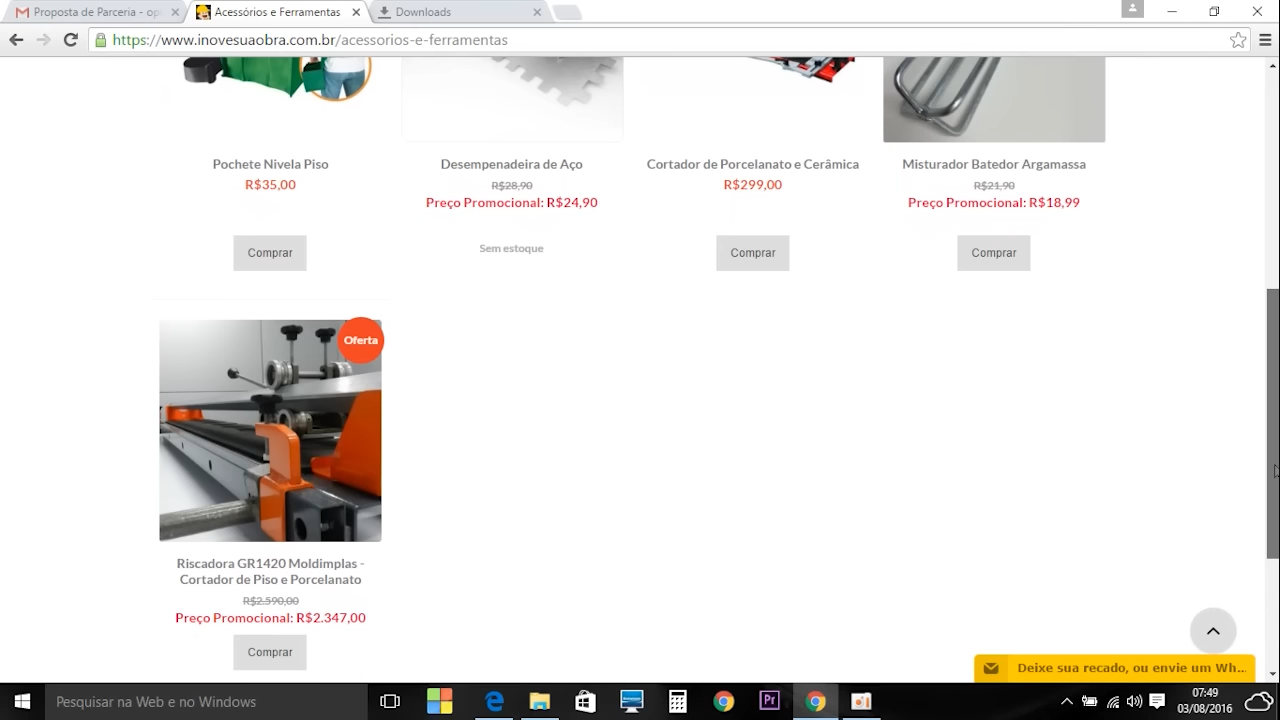 Proposta de Parceria - op
Acessórios e Ferramentas
Downloads
https://www.inovesuaobra.com.br/acessorios-e-ferramentas
Pochete Nivela Piso
R$35,00
Comprar
Desempenadeira de Aço
R$28,90
Preço Promocional: R$24,90
Sem estoque
Cortador de Porcelanato e Cerâmica
R$299,00
Comprar
Misturador Batedor Argamassa
R$21,90
Preço Promocional: R$18,99
Comprar
Oferta
Riscadora GR1420 Moldimplas -
Cortador de Piso e Porcelanato
R$2.590,00
Preço Promocional: R$2.347,00
Comprar
Deixe sua recado, ou envie um Wh...
Pesquisar na Web e no Windows
07:49
03/08/2016